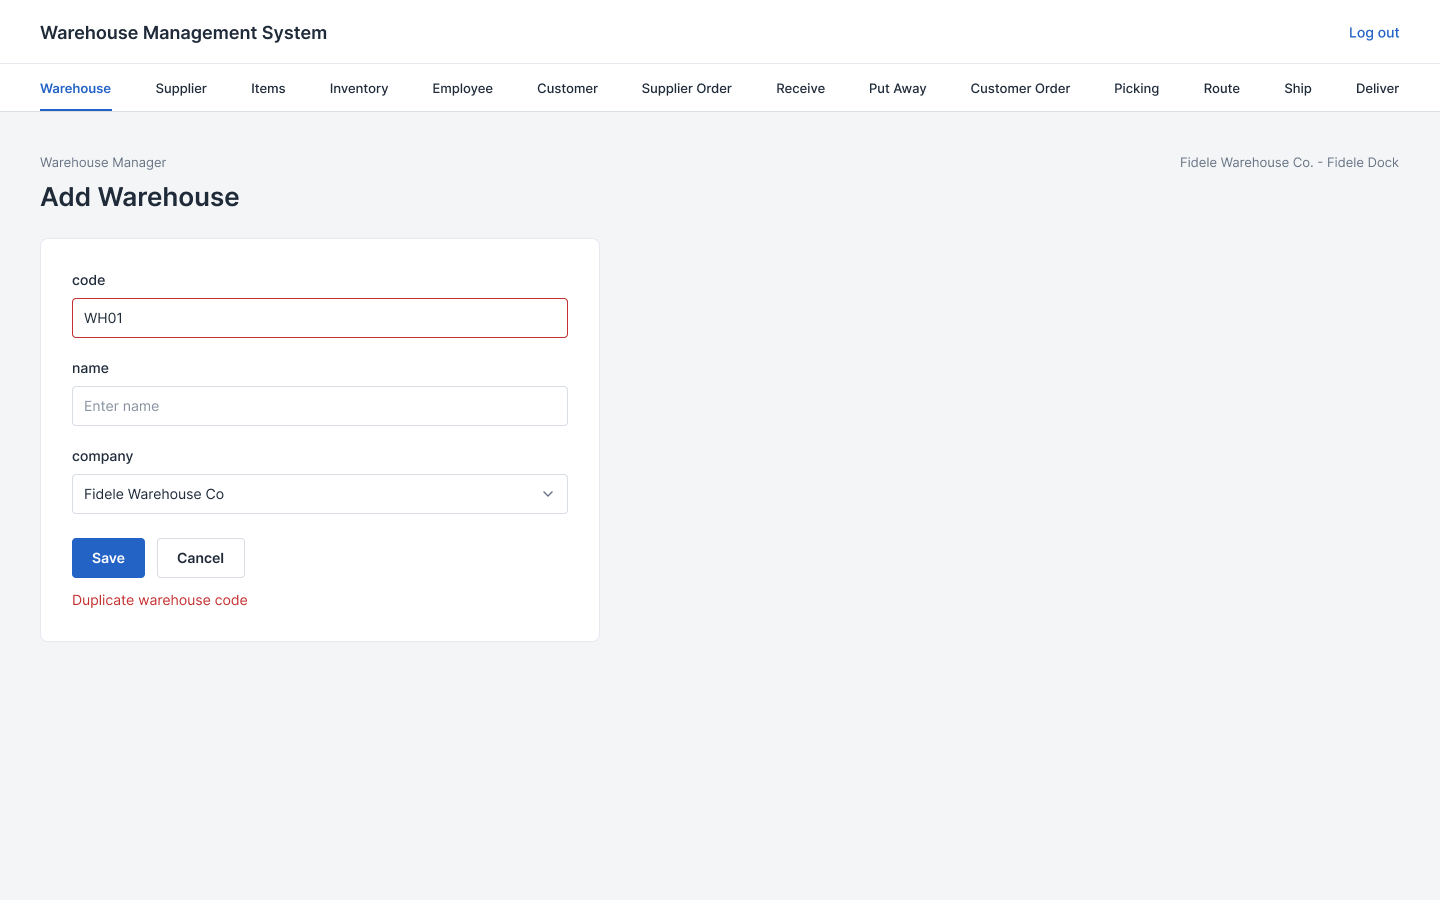 Warehouse Management System
Log out
Warehouse Supplier Items Inventory Employee Customer Supplier Order Receive Put Away Customer Order Picking Route Ship Deliver
Warehouse Manager
Fidele Warehouse Co. - Fidele Dock
Add Warehouse
code
WH01
name
Enter name
company
Fidele Warehouse Co
Save Cancel
Duplicate warehouse code